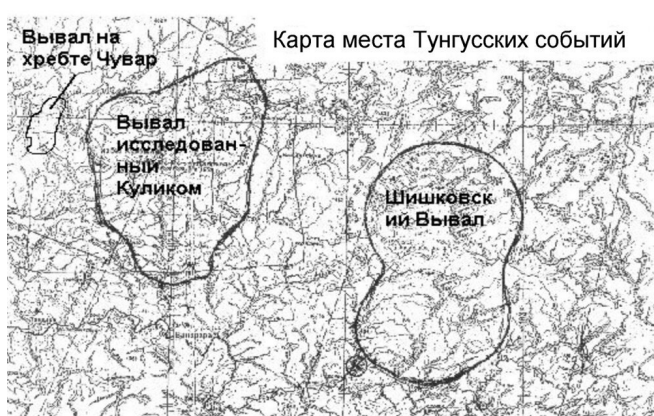 Карта места Тунгусских событий
Вывал на
хребте Чувар
Вывал
исследован-
ный
Куликом
Шишковск
ий Вывал